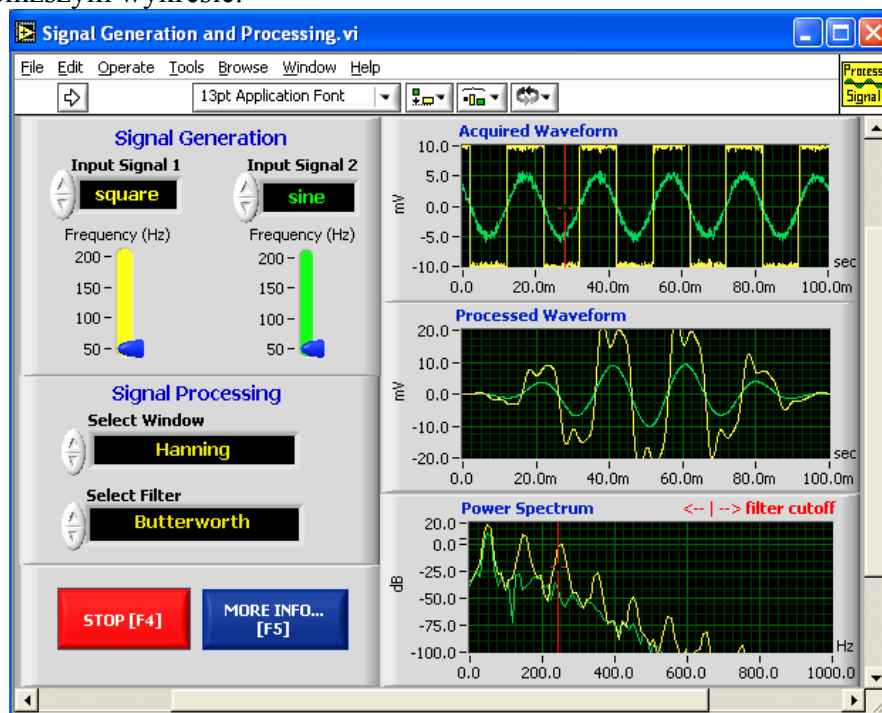 wykresie.
Signal Generation and Processing.vi
File Edit Operate Tools Browse Window Help
13pt Application Font
Process
Signal
Signal Generation
Input Signal 1
Input Signal 2
square
sine
Frequency (Hz)
Frequency (Hz)
200
200
150
150
100
100
50
50
Signal Processing
Select Window
Hanning
Select Filter
Butterworth
STOP [F4]
MORE INFO...
[F5]
Acquired Waveform
10.0
5.0
0.0
-5.0
-10.0
mV
sec
0.0 20.0m 40.0m 60.0m 80.0m 100.0m
Processed Waveform
20.0
10.0
0.0
-10.0
-20.0
mV
sec
0.0 20.0m 40.0m 60.0m 80.0m 100.0m
Power Spectrum
<-- | --> filter cutoff
20.0
0.0
-25.0
-50.0
-75.0
-100.0
dB
Hz
0.0 200.0 400.0 600.0 800.0 1000.0